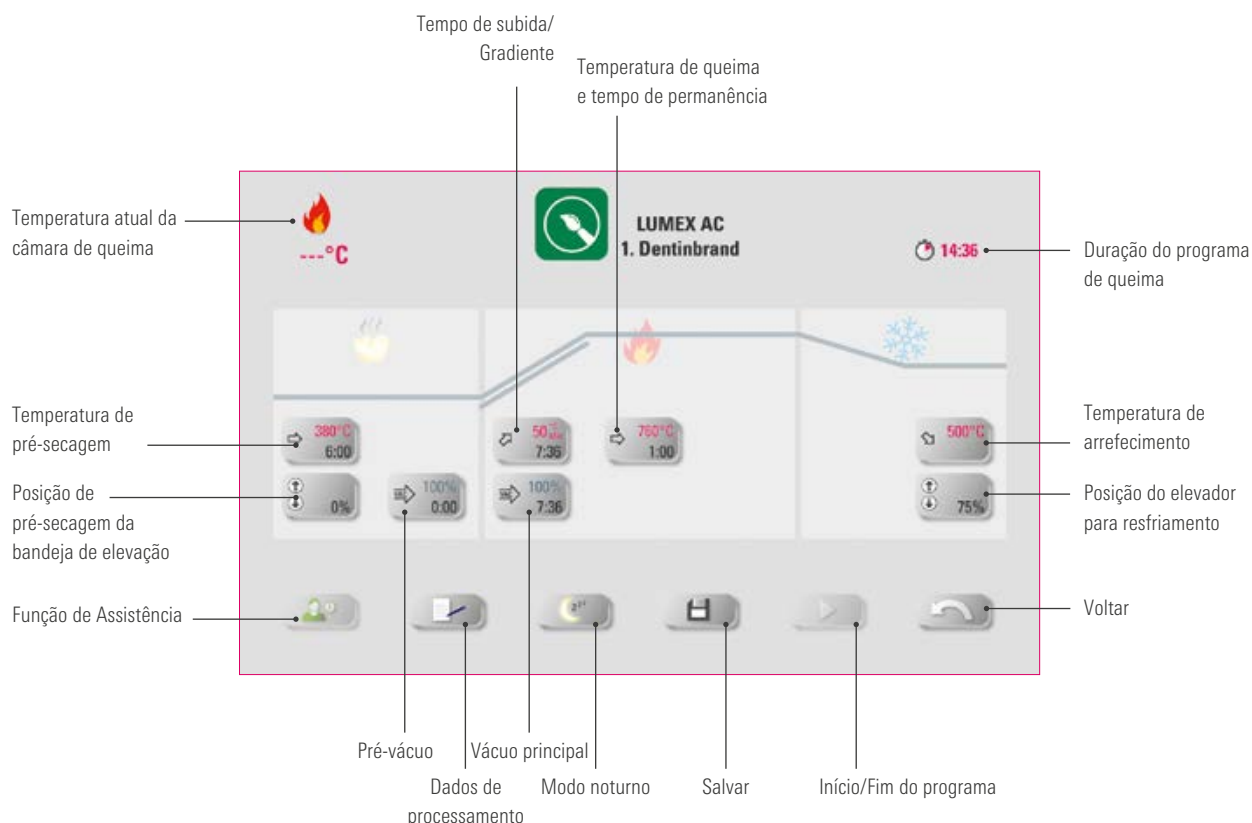 Tempo de subida/
Gradiente
Temperatura de queima
e tempo de permanência
Temperatura atual da
câmara de queima
---°C
LUMEX AC
1. Dentinbrand
14:36
Duração do programa
de queima
Temperatura de
pré-secagem
380°C
6:00
50 °C/Min
7:36
760°C
1:00
500°C
Temperatura de
arrefecimento
Posição de
pré-secagem da
bandeja de elevação
0%
100%
0:00
100%
7:36
75%
Posição do elevador
para resfriamento
Função de Assistência
Voltar
Pré-vácuo
Vácuo principal
Dados de
processamento
Modo noturno
Salvar
Início/Fim do programa